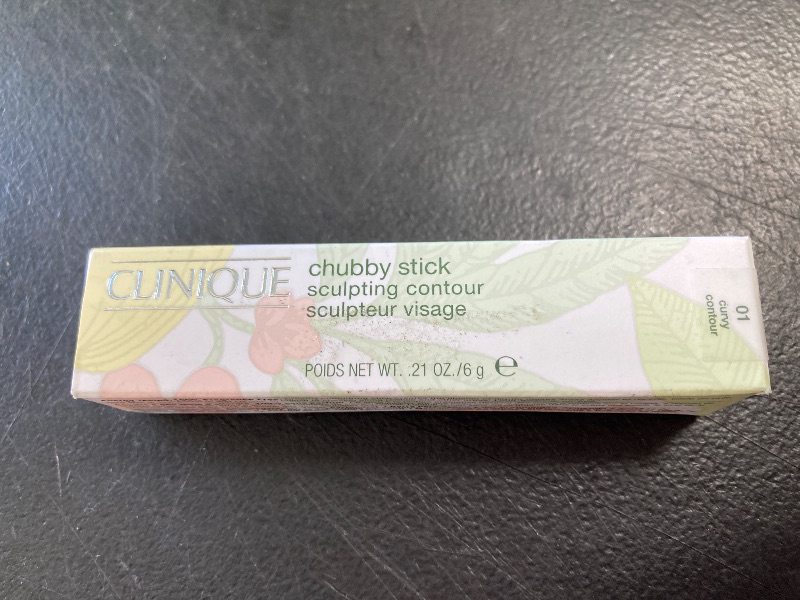 CLINIQUE
chubby stick
sculpting contour
sculpteur visage
POIDS NET WT. .21 OZ./6 g ℮
01
curvy
contour